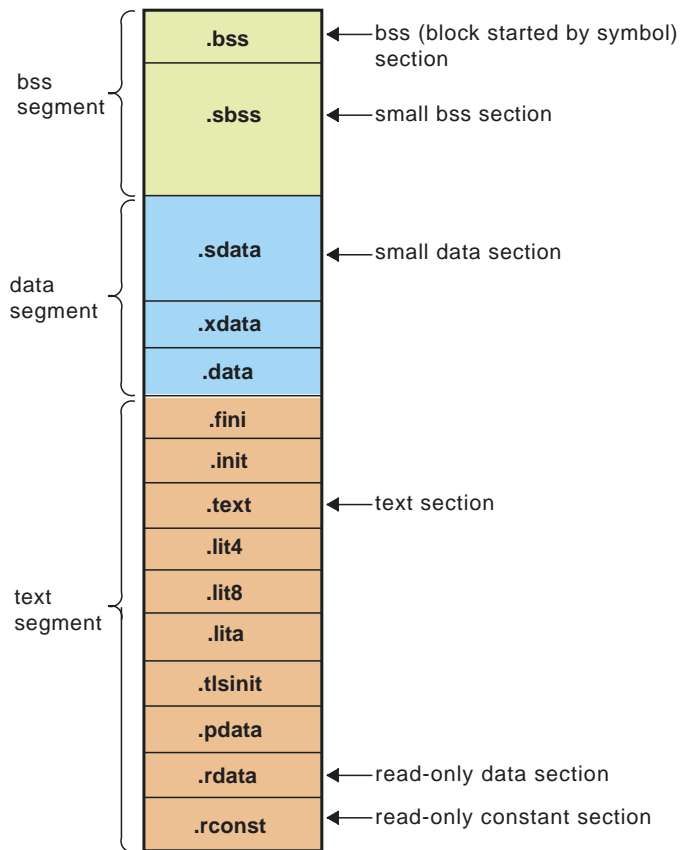 .bss
bss (block started by symbol)
section
bss
segment
.sbss
small bss section
.sdata
small data section
data
segment
.xdata
.data
.fini
.init
.text
text section
.lit4
.lit8
text
segment
.lita
.tlsinit
.pdata
.rdata
read-only data section
.rconst
read-only constant section